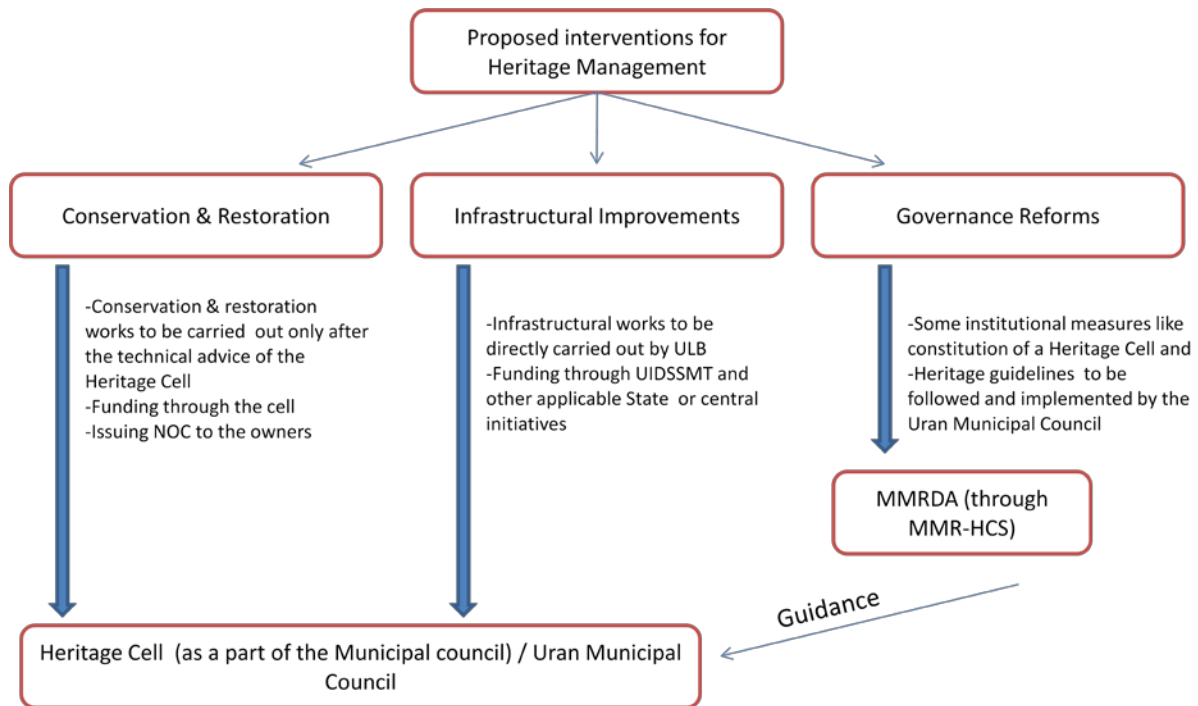 Proposed interventions for
Heritage Management
Conservation & Restoration
Infrastructural Improvements
Governance Reforms
-Conservation & restoration
works to be carried out only after
the technical advice of the
Heritage Cell
-Funding through the cell
-Issuing NOC to the owners
-Infrastructural works to be
directly carried out by ULB
-Funding through UIDSSMT and
other applicable State or central
initiatives
-Some institutional measures like
constitution of a Heritage Cell and
-Heritage guidelines to be
followed and implemented by the
Uran Municipal Council
MMRDA (through
MMR-HCS)
Guidance
Heritage Cell (as a part of the Municipal council) / Uran Municipal
Council